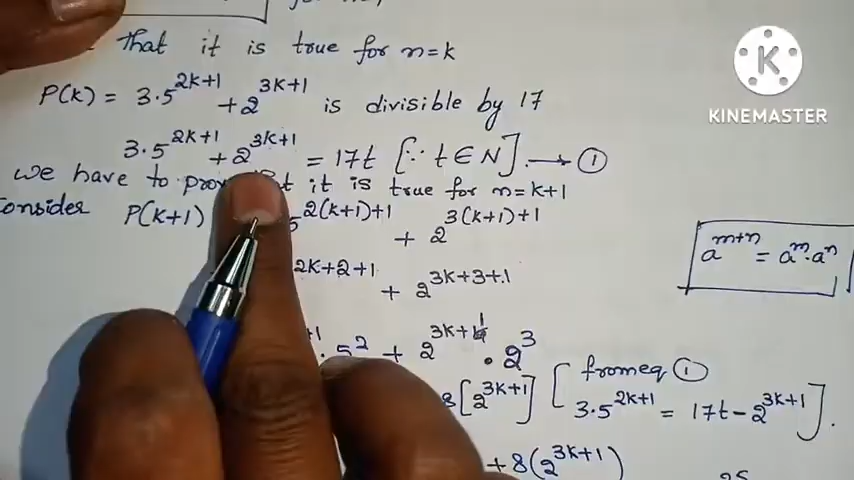 That it is true for n=k
P(k) = 3·5^{2k+1} + 2^{3k+1} is divisible by 17
3·5^{2k+1} + 2^{3k+1} = 17t [∵ t ∈ N]. → ①
we have to it is true for n=k+1
Consider P(k+1) 5^{2(k+1)+1} + 2^{3(k+1)+1}
2k+2+1 + 2^{3k+3+1}
a^{m+n} = a^m · a^n
· 5^2 + 2^{3k+1} · 2^3
8[2^{3k+1}] [from eq ①
3·5^{2k+1} = 17t - 2^{3k+1}].
+ 8(2^{3k+1})
KINEMASTER